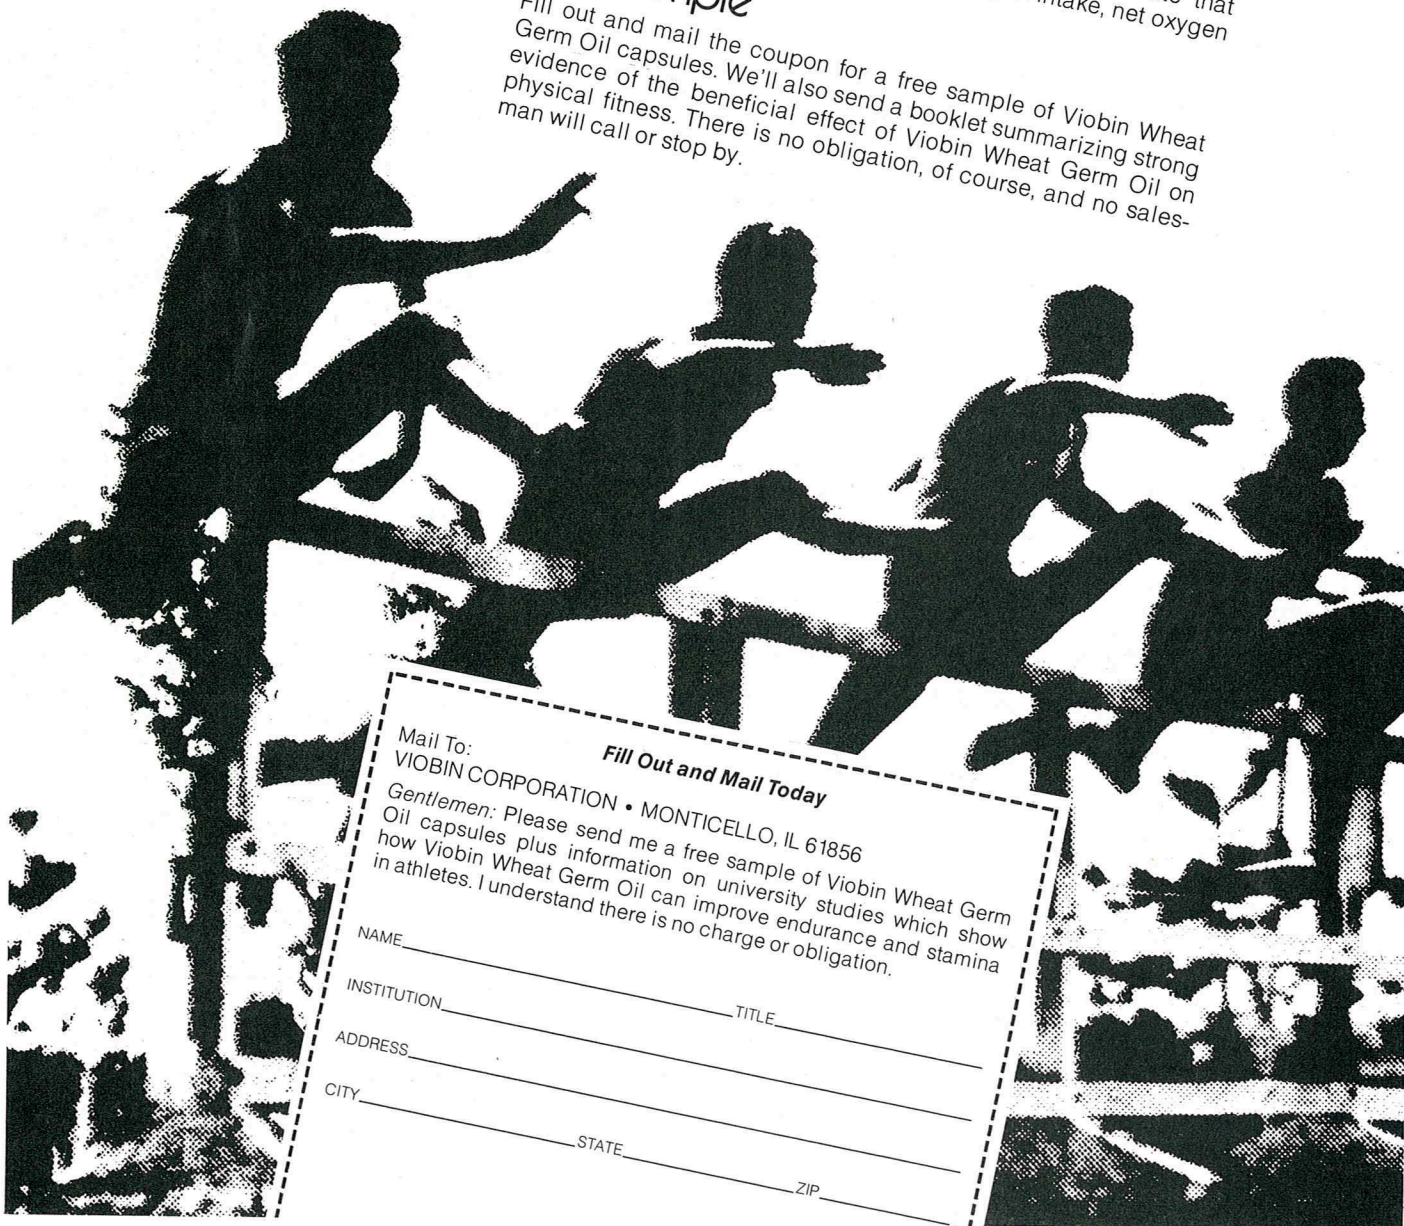 that
intake, net oxygen
Fill out and mail the coupon for a free sample of Viobin Wheat
Germ Oil capsules. We'll also send a booklet summarizing strong
evidence of the beneficial effect of Viobin Wheat Germ Oil on
physical fitness. There is no obligation, of course, and no sales-
man will call or stop by.
Fill Out and Mail Today
Mail To:
VIOBIN CORPORATION • MONTICELLO, IL 61856
Gentlemen: Please send me a free sample of Viobin Wheat Germ
Oil capsules plus information on university studies which show
how Viobin Wheat Germ Oil can improve endurance and stamina
in athletes. I understand there is no charge or obligation.
NAME TITLE
INSTITUTION
ADDRESS
CITY STATE ZIP